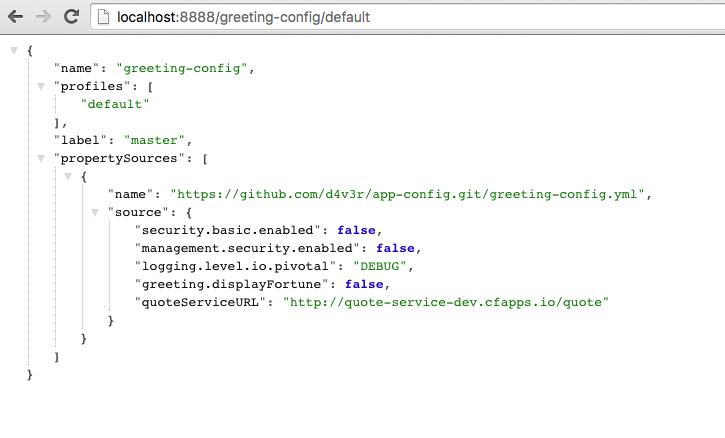 localhost:8888/greeting-config/default
{
"name": "greeting-config",
"profiles": [
"default"
],
"label": "master",
"propertySources": [
{
"name": "https://github.com/d4v3r/app-config.git/greeting-config.yml",
"source": {
"security.basic.enabled": false,
"management.security.enabled": false,
"logging.level.io.pivotal": "DEBUG",
"greeting.displayFortune": false,
"quoteServiceURL": "http://quote-service-dev.cfapps.io/quote"
}
}
]
}